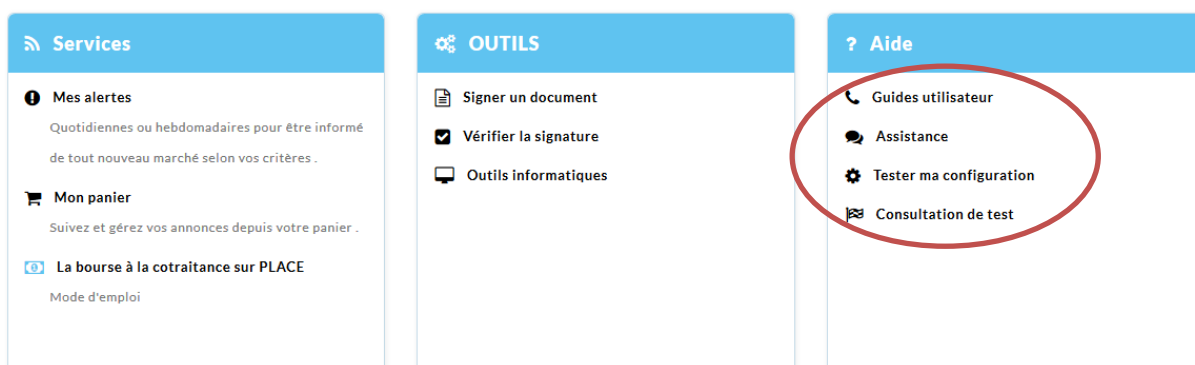 Services
Mes alertes
Quotidiennes ou hebdomadaires pour être informé
de tout nouveau marché selon vos critères .
Mon panier
Suivez et gérez vos annonces depuis votre panier .
La bourse à la cotraitance sur PLACE
Mode d'emploi
OUTILS
Signer un document
Vérifier la signature
Outils informatiques
? Aide
Guides utilisateur
Assistance
Tester ma configuration
Consultation de test